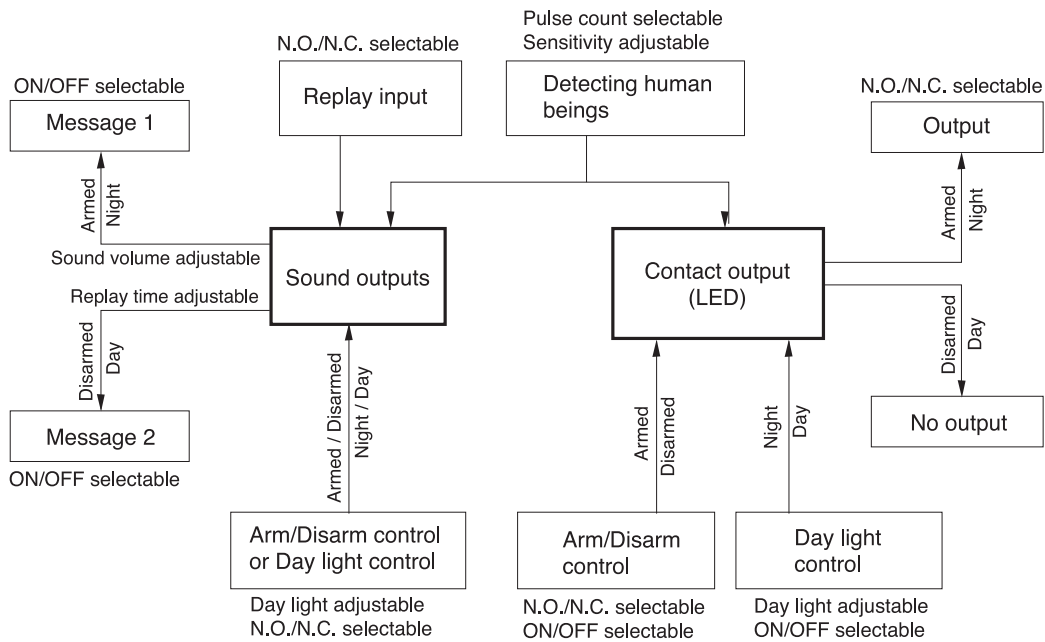 Pulse count selectable
Sensitivity adjustable
N.O./N.C. selectable
Replay input
Detecting human
beings
ON/OFF selectable
Message 1
N.O./N.C. selectable
Output
Armed
Night
Armed
Night
Sound volume adjustable
Sound outputs
Replay time adjustable
Contact output
(LED)
Disarmed
Day
Disarmed
Day
Message 2
ON/OFF selectable
No output
Armed / Disarmed
Night / Day
Armed
Disarmed
Night
Day
Arm/Disarm control
or Day light control
Day light adjustable
N.O./N.C. selectable
Arm/Disarm
control
N.O./N.C. selectable
ON/OFF selectable
Day light
control
Day light adjustable
ON/OFF selectable